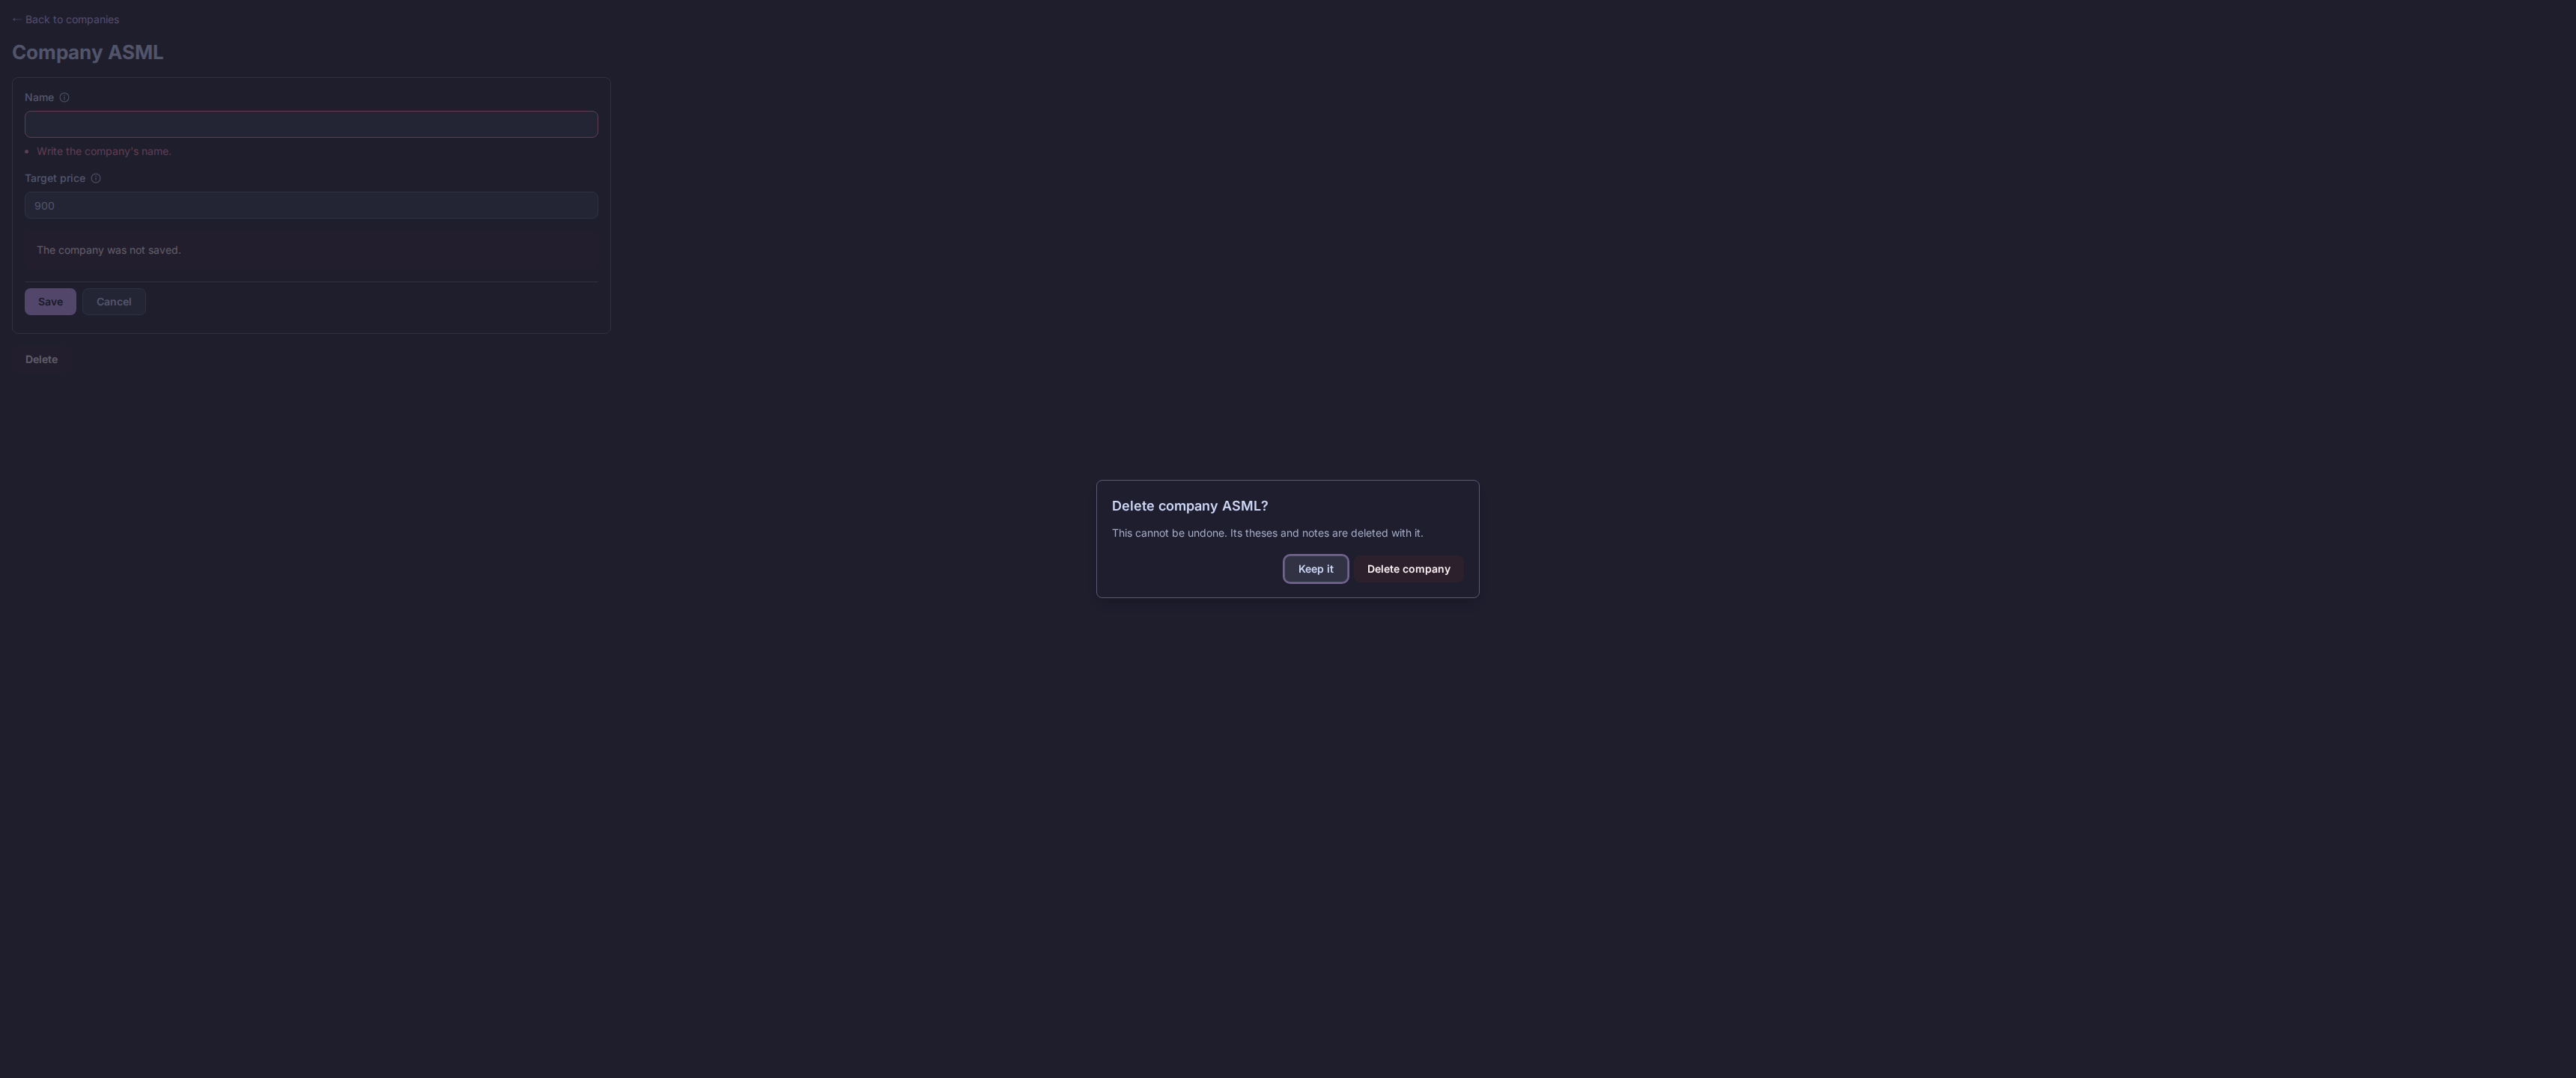 ← Back to companies
Company ASML
Name
Write the company's name.
Target price
900
The company was not saved.
Save Cancel
Delete
Delete company ASML?
This cannot be undone. Its theses and notes are deleted with it.
Keep it Delete company